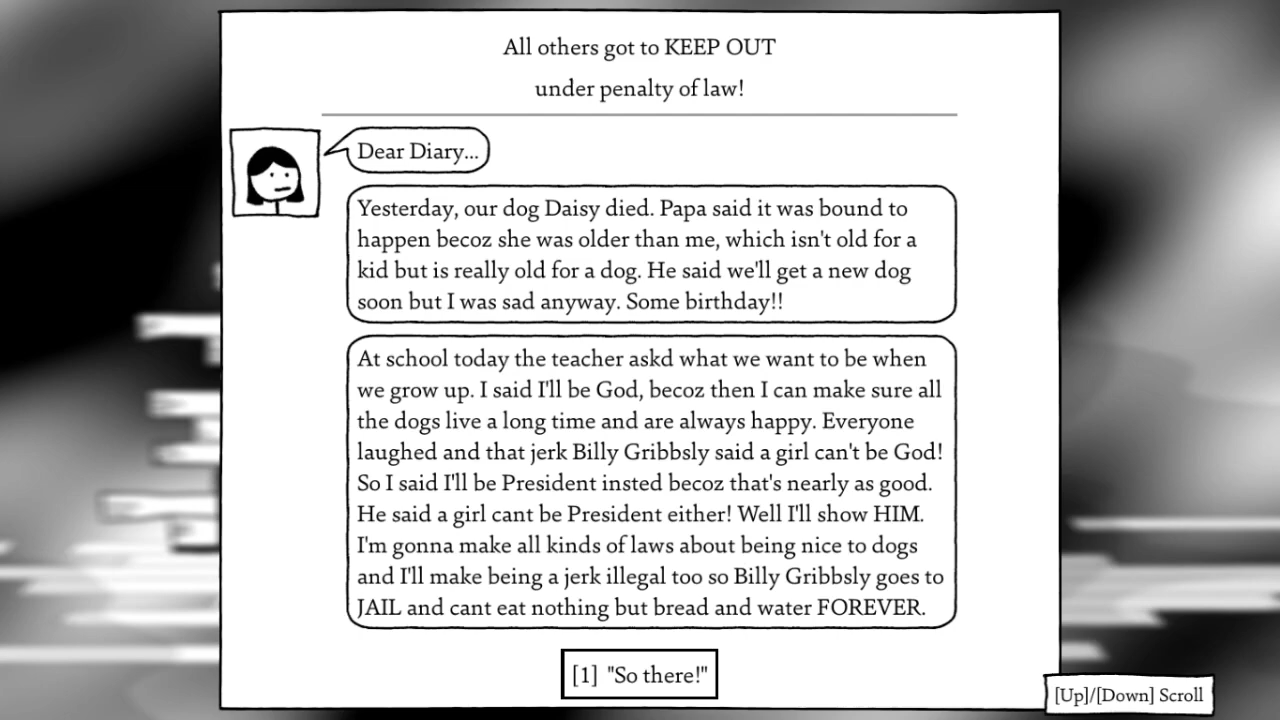 All others got to KEEP OUT
under penalty of law!
Dear Diary...
Yesterday, our dog Daisy died. Papa said it was bound to
happen becoz she was older than me, which isn't old for a
kid but is really old for a dog. He said we'll get a new dog
soon but I was sad anyway. Some birthday!!
At school today the teacher askd what we want to be when
we grow up. I said I'll be God, becoz then I can make sure all
the dogs live a long time and are always happy. Everyone
laughed and that jerk Billy Gribbsly said a girl can't be God!
So I said I'll be President insted becoz that's nearly as good.
He said a girl cant be President either! Well I'll show HIM.
I'm gonna make all kinds of laws about being nice to dogs
and I'll make being a jerk illegal too so Billy Gribbsly goes to
JAIL and cant eat nothing but bread and water FOREVER.
[1] "So there!"
[Up]/[Down] Scroll